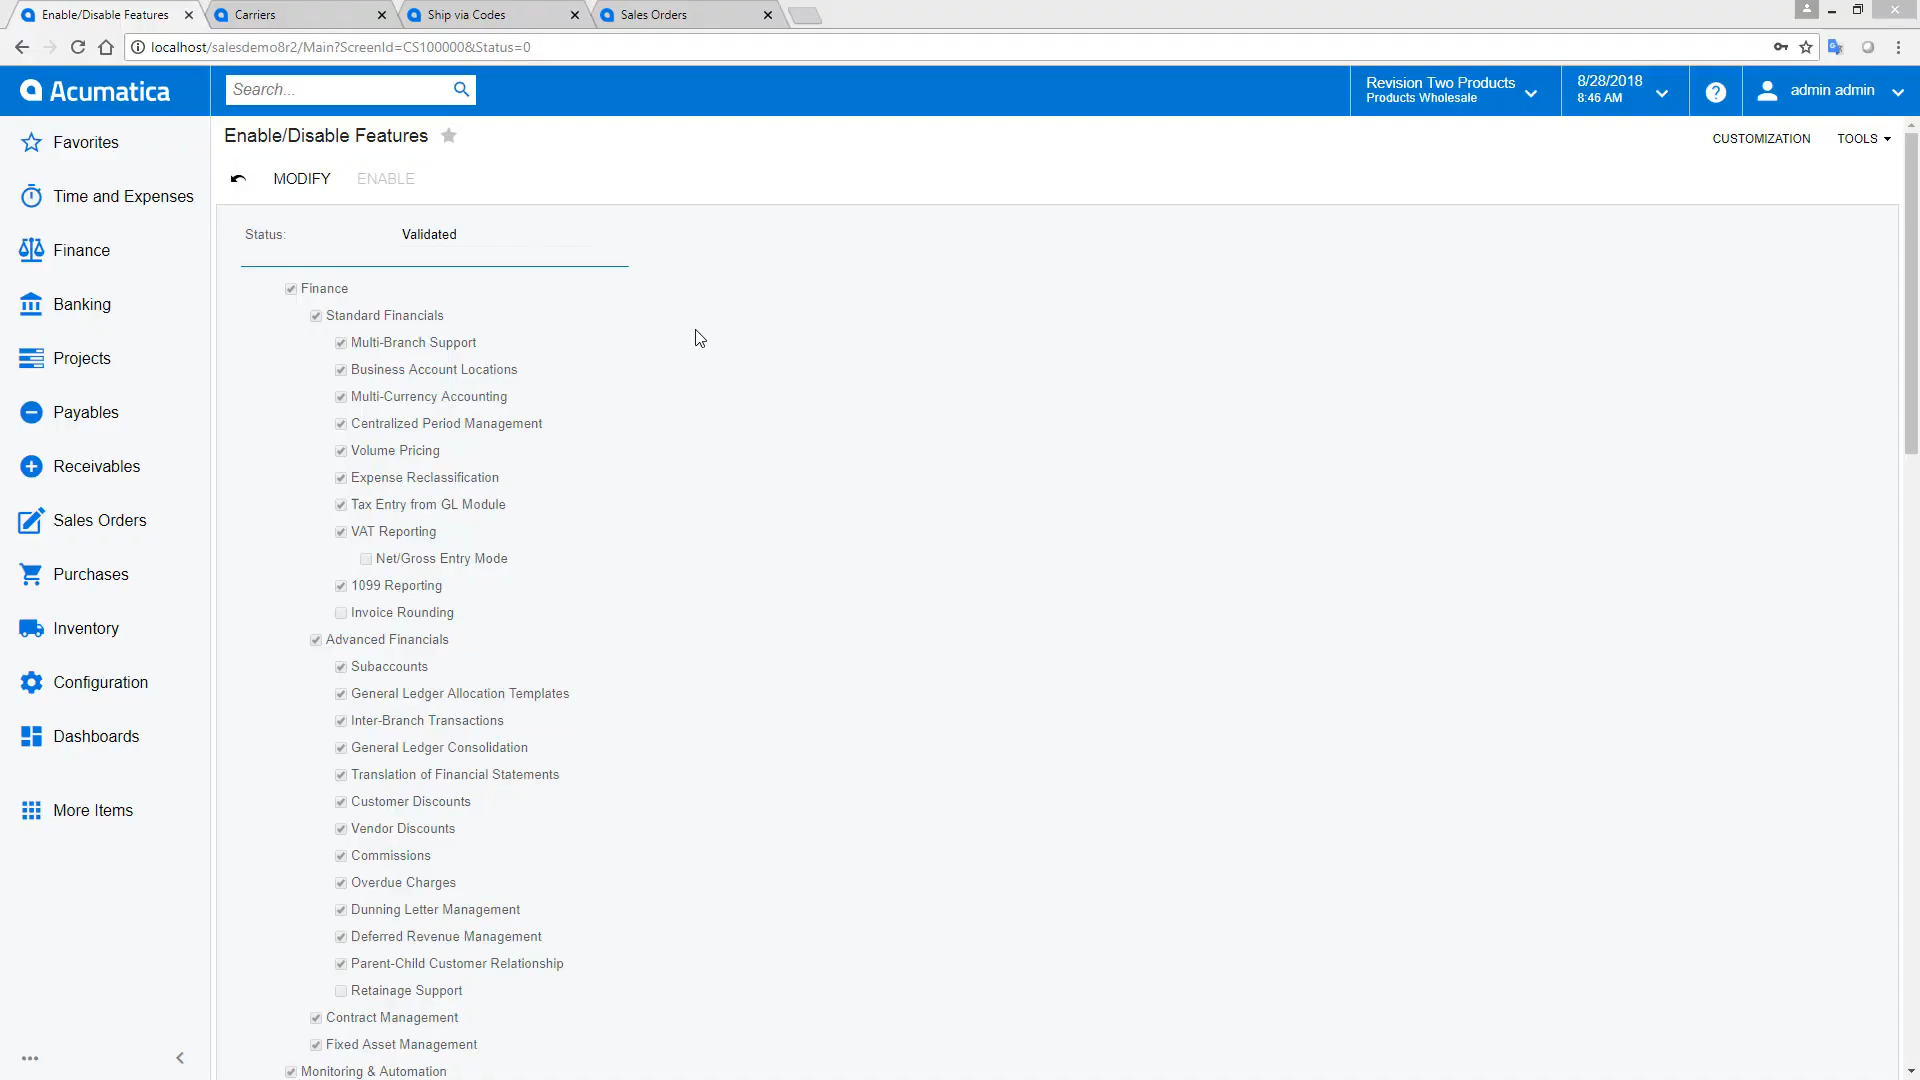 Enable/Disable Features
Carriers
Ship via Codes
Sales Orders
localhost/salesdemo8r2/Main?ScreenId=CS100000&Status=0
Acumatica
Search...
Revision Two Products
Products Wholesale
8/28/2018
8:46 AM
admin admin
Favorites
Time and Expenses
Finance
Banking
Projects
Payables
Receivables
Sales Orders
Purchases
Inventory
Configuration
Dashboards
More Items
Enable/Disable Features
CUSTOMIZATION
TOOLS
MODIFY
ENABLE
Status: Validated
Finance
Standard Financials
Multi-Branch Support
Business Account Locations
Multi-Currency Accounting
Centralized Period Management
Volume Pricing
Expense Reclassification
Tax Entry from GL Module
VAT Reporting
Net/Gross Entry Mode
1099 Reporting
Invoice Rounding
Advanced Financials
Subaccounts
General Ledger Allocation Templates
Inter-Branch Transactions
General Ledger Consolidation
Translation of Financial Statements
Customer Discounts
Vendor Discounts
Commissions
Overdue Charges
Dunning Letter Management
Deferred Revenue Management
Parent-Child Customer Relationship
Retainage Support
Contract Management
Fixed Asset Management
Monitoring & Automation